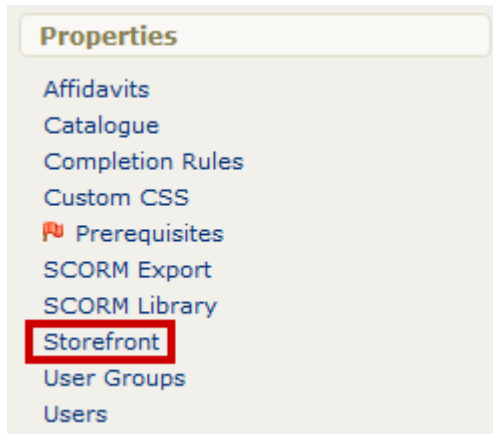 Properties
Affidavits
Catalogue
Completion Rules
Custom CSS
Prerequisites
SCORM Export
SCORM Library
Storefront
User Groups
Users